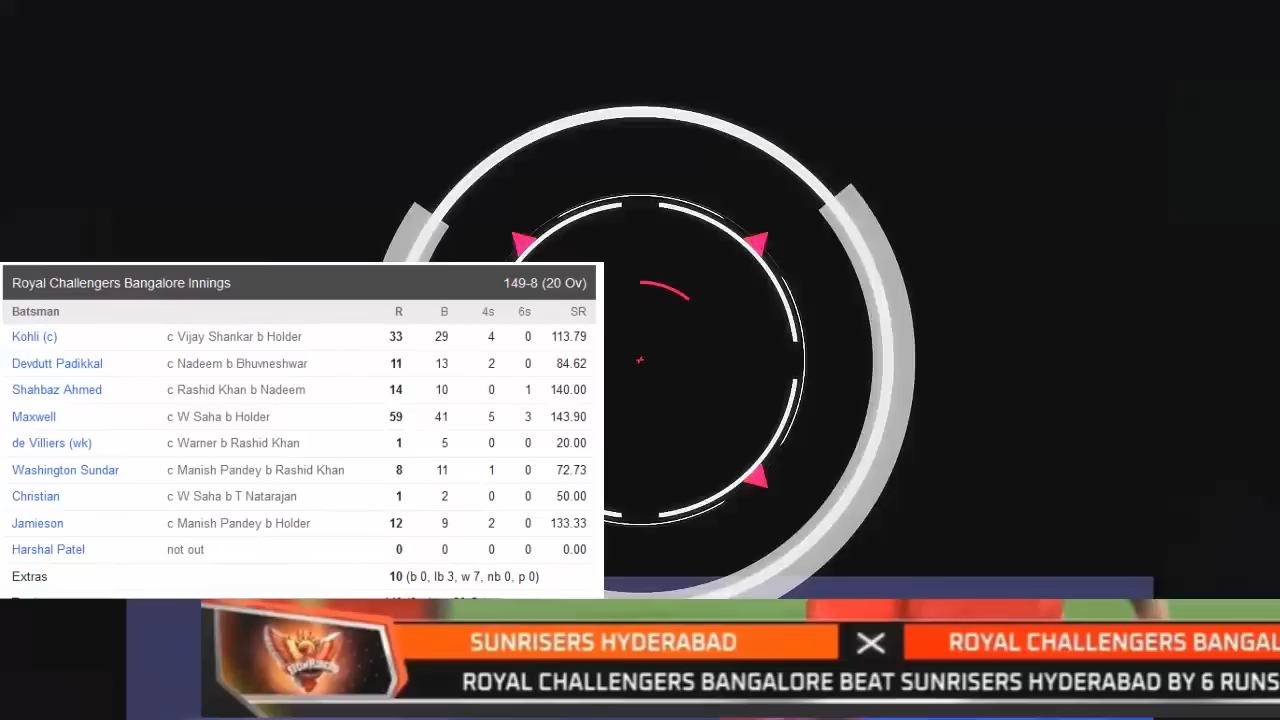 Royal Challengers Bangalore Innings 149-8 (20 Ov)
Batsman R B 4s 6s SR
Kohli (c) c Vijay Shankar b Holder 33 29 4 0 113.79
Devdutt Padikkal c Nadeem b Bhuvneshwar 11 13 2 0 84.62
Shahbaz Ahmed c Rashid Khan b Nadeem 14 10 0 1 140.00
Maxwell c W Saha b Holder 59 41 5 3 143.90
de Villiers (wk) c Warner b Rashid Khan 1 5 0 0 20.00
Washington Sundar c Manish Pandey b Rashid Khan 8 11 1 0 72.73
Christian c W Saha b T Natarajan 1 2 0 0 50.00
Jamieson c Manish Pandey b Holder 12 9 2 0 133.33
Harshal Patel not out 0 0 0 0 0.00
Extras 10 (b 0, lb 3, w 7, nb 0, p 0)
SUNRISERS HYDERABAD X ROYAL CHALLENGERS BANGAL
ROYAL CHALLENGERS BANGALORE BEAT SUNRISERS HYDERABAD BY 6 RUNS